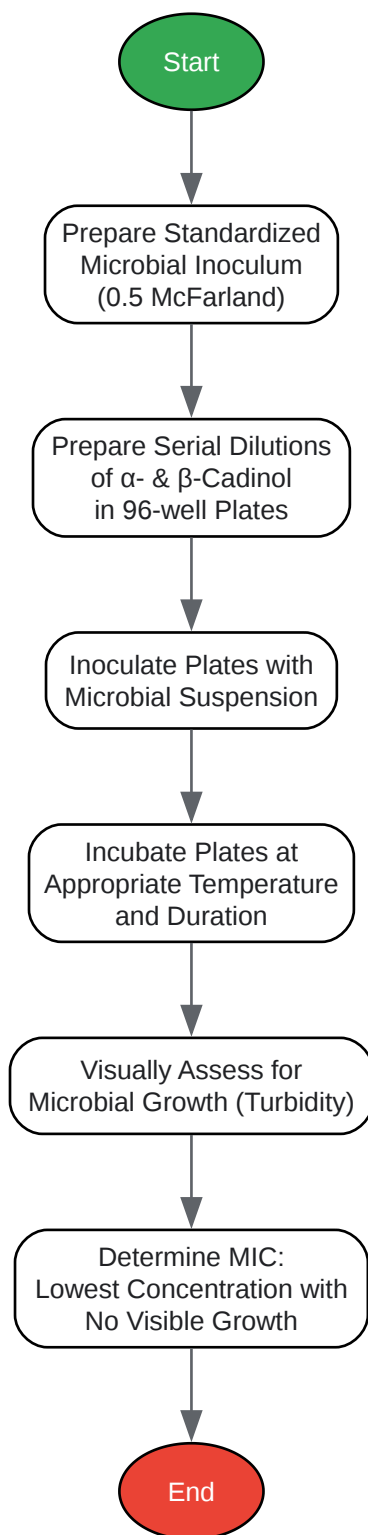 Start
Prepare Standardized
Microbial Inoculum
(0.5 McFarland)
Prepare Serial Dilutions
of α- & β-Cadinol
in 96-well Plates
Inoculate Plates with
Microbial Suspension
Incubate Plates at
Appropriate Temperature
and Duration
Visually Assess for
Microbial Growth (Turbidity)
Determine MIC:
Lowest Concentration with
No Visible Growth
End